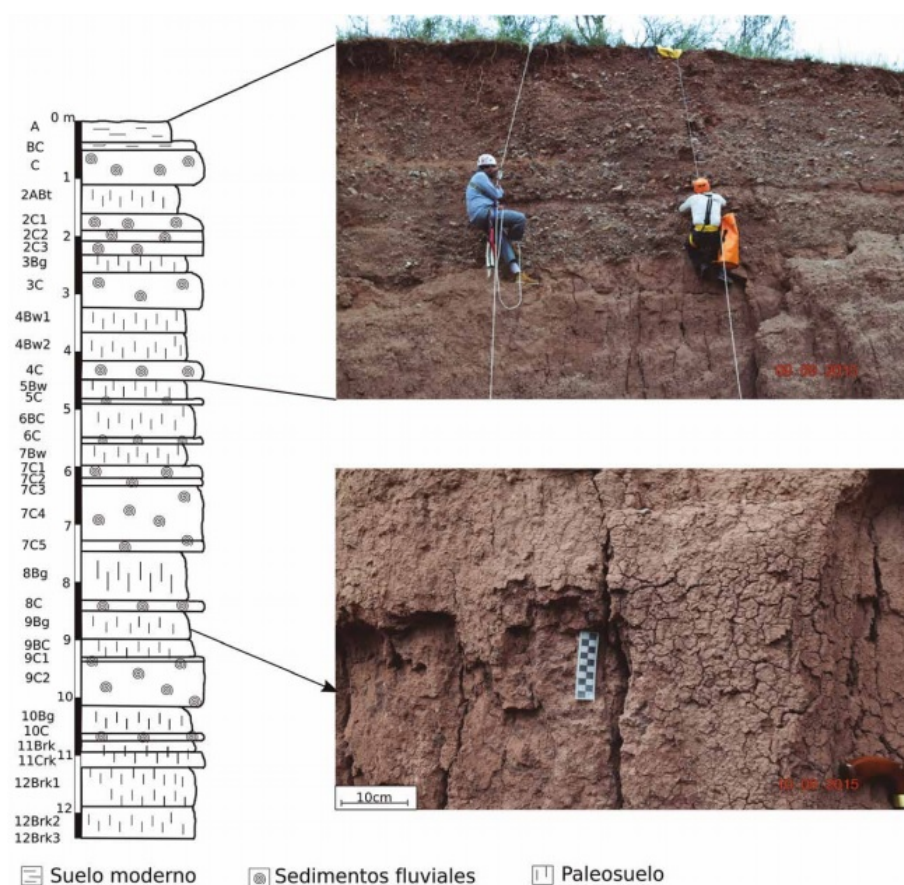 0 m
A
BC
C
1
2ABt
2C1
2C2
2
2C3
3Bg
3C
3
4Bw1
4Bw2
4
4C
5Bw
5C
5
6BC
6C
7Bw
6
7C1
7C2
7C3
7C4
7
7C5
8Bg
8
8C
9Bg
9
9BC
9C1
9C2
10
10Bg
10C
11Brk
11
11Crk
12Brk1
12
12Brk2
12Brk3
2015
10cm
Suelo moderno
Sedimentos fluviales
Paleosuelo